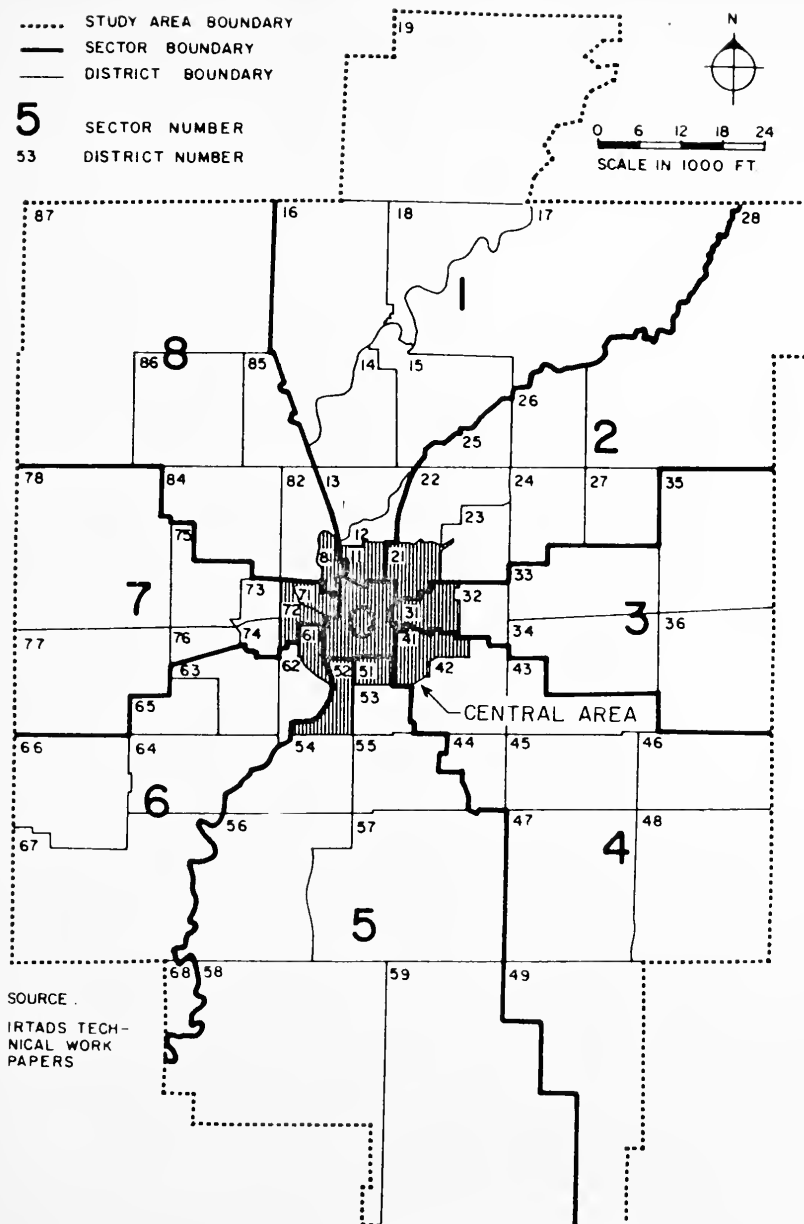 STUDY AREA BOUNDARY
SECTOR BOUNDARY
DISTRICT BOUNDARY
5 SECTOR NUMBER
53 DISTRICT NUMBER
N
0 6 12 18 24
SCALE IN 1000 FT.
19
87 16 18 17 28
1
8
86 85 14 15
26
2
25
78 84 82 13 22 24 27 35
23
75 12
81 11 21
33
7
73 71 31 32
72
3
77 76 74 61 41 34 36
63 62 52 51 42 43
65 53
CENTRAL AREA
66 64 54 55 44 45 46
6
56 57 47 48
67
4
5
68 58 59 49
SOURCE.
IRTADS TECH-
NICAL WORK
PAPERS